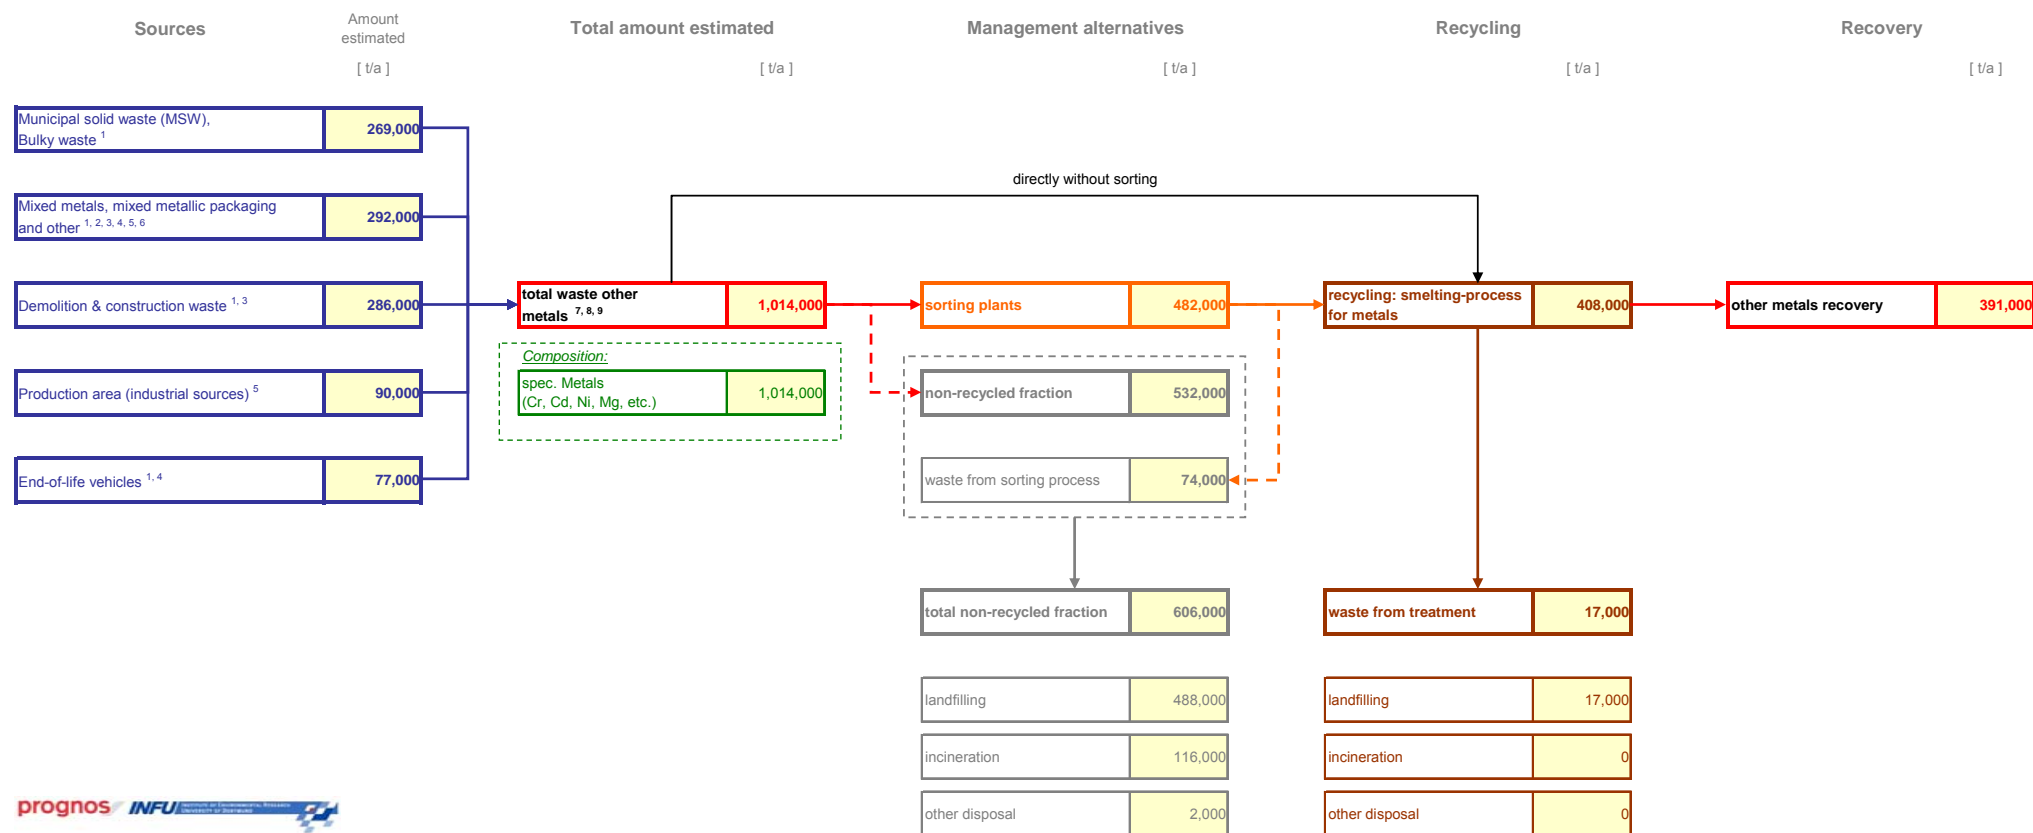 Sources
Amount
estimated
Total amount estimated
Management alternatives
Recycling
Recovery
[ t/a ]
[ t/a ]
[ t/a ]
[ t/a ]
[ t/a ]
Municipal solid waste (MSW),
Bulky waste 1
269,000
directly without sorting
Mixed metals, mixed metallic packaging
and other 1, 2, 3, 4, 5, 6
292,000
Demolition & construction waste 1, 3
286,000
total waste other
metals 7, 8, 9
1,014,000
sorting plants
482,000
recycling: smelting-process
for metals
408,000
other metals recovery
391,000
Composition:
spec. Metals
(Cr, Cd, Ni, Mg, etc.)
1,014,000
Production area (industrial sources) 5
90,000
non-recycled fraction
532,000
End-of-life vehicles 1, 4
77,000
waste from sorting process
74,000
total non-recycled fraction
606,000
waste from treatment
17,000
landfilling
488,000
landfilling
17,000
incineration
116,000
incineration
0
other disposal
2,000
other disposal
0
prognos
INFU
INSTITUTE OF ENVIRONMENTAL RESEARCH
UNIVERSITY OF DORTMUND